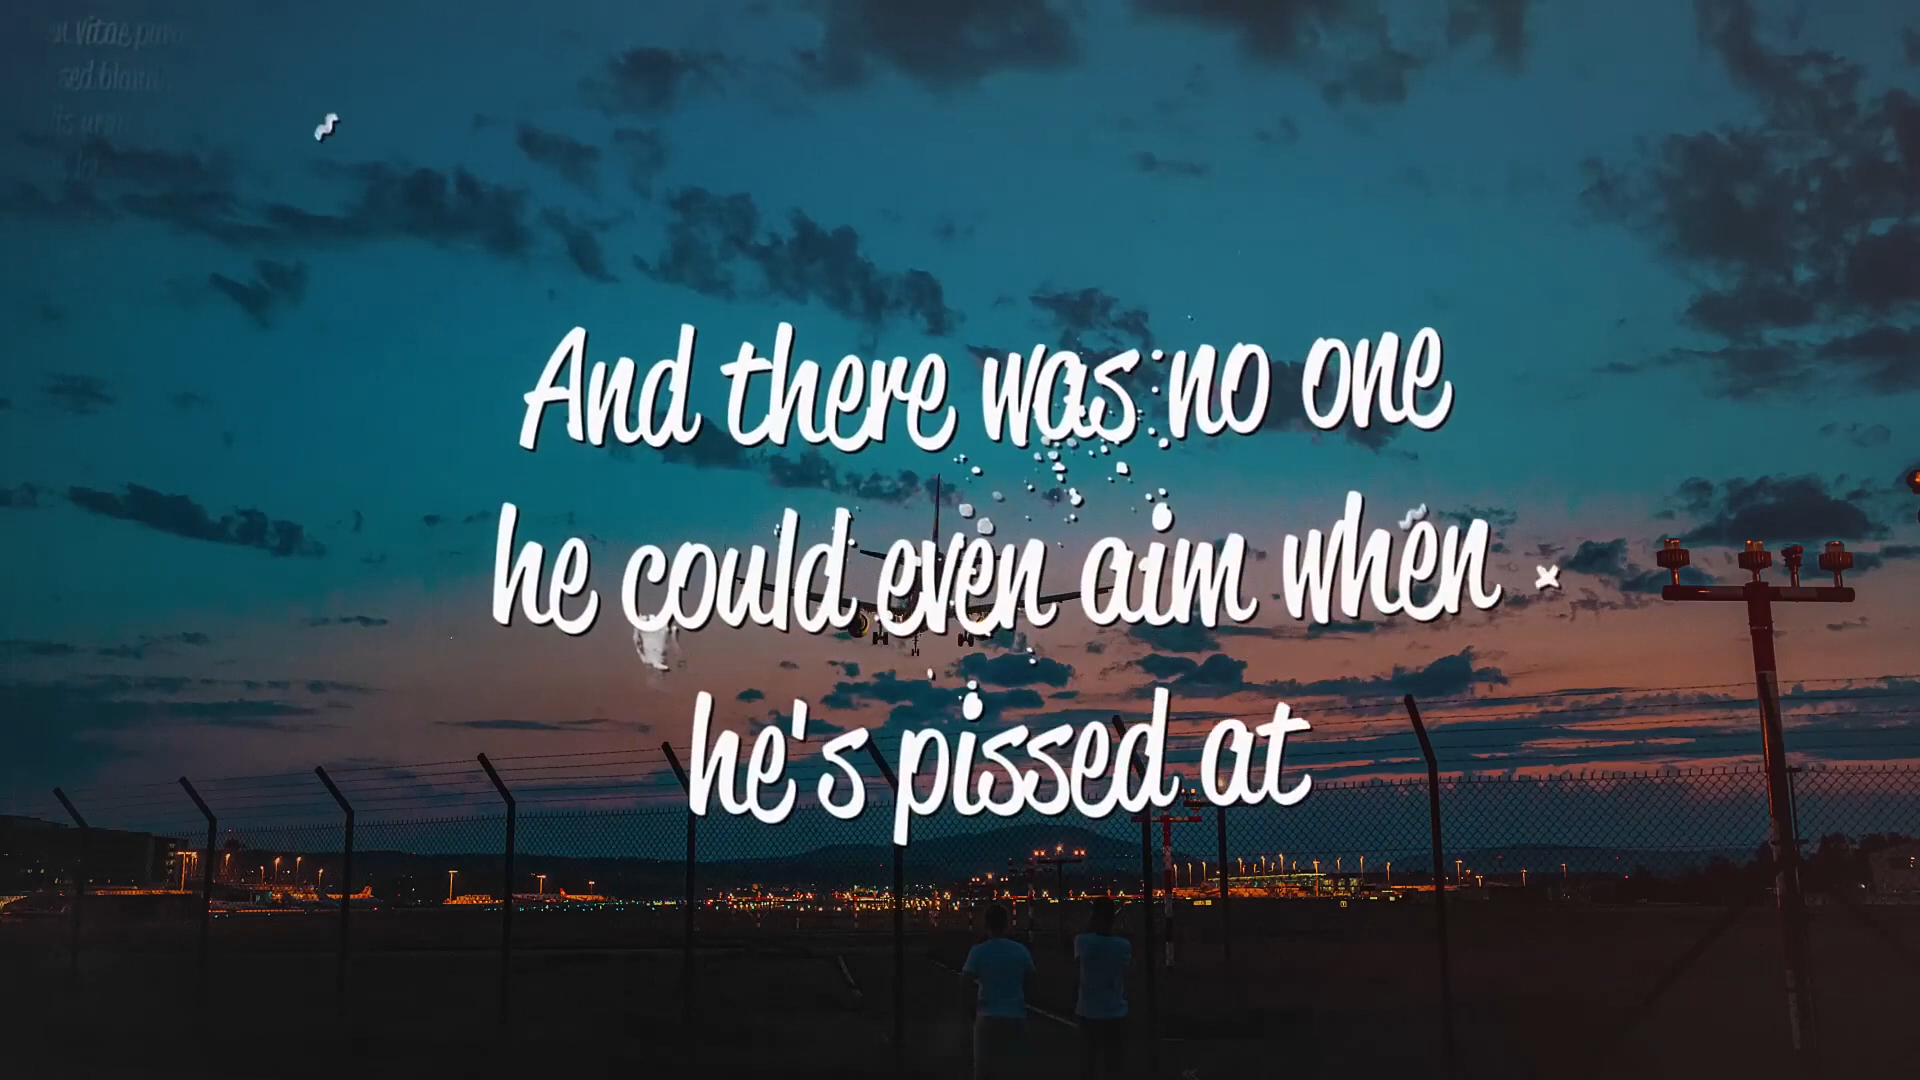 And there was no one
he could even aim when
he's pissed at